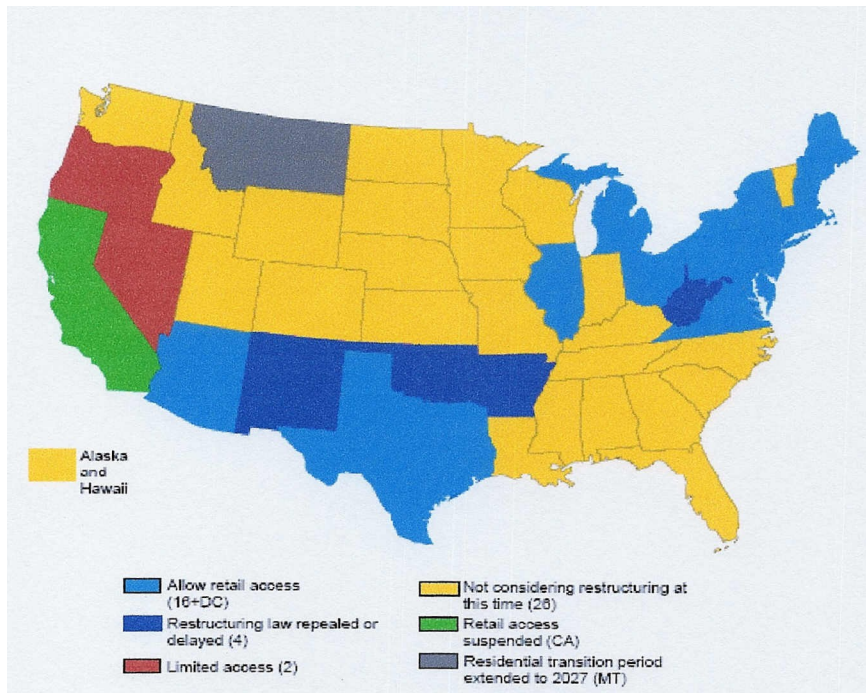 Alaska
and
Hawaii
Allow retail access
(16+DC)
Restructuring law repealed or
delayed (4)
Limited access (2)
Not considering restructuring at
this time (26)
Retail access
suspended (CA)
Residential transition period
extended to 2027 (MT)